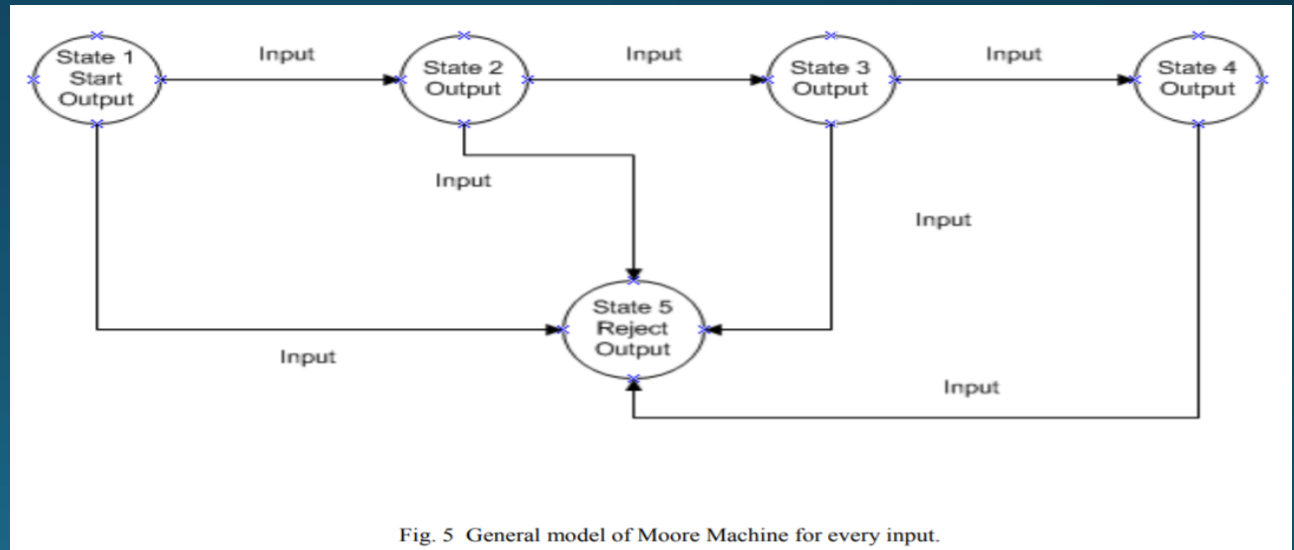 State 1
Start
Output
Input
State 2
Output
Input
State 3
Output
Input
State 4
Output
Input
Input
State 5
Reject
Output
Input
Input
Fig. 5 General model of Moore Machine for every input.